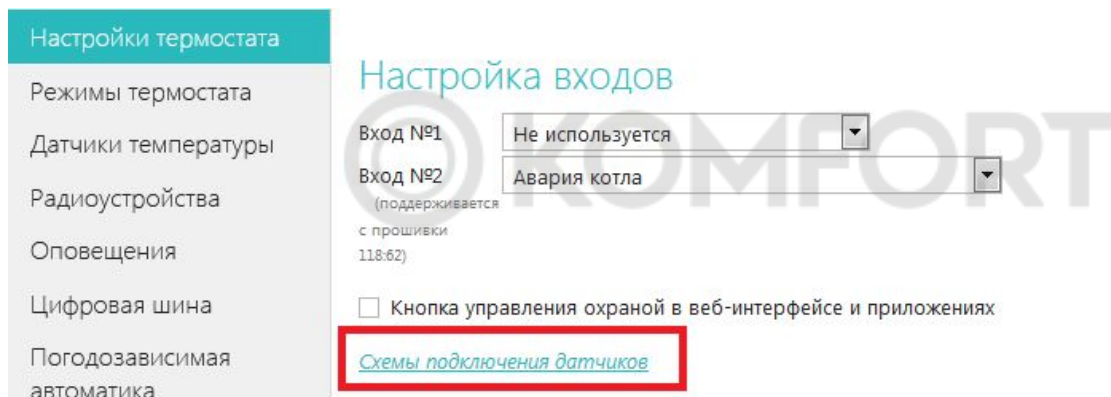 Настройки термостата
Режимы термостата
Датчики температуры
Радиоустройства
Оповещения
Цифровая шина
Погодозависимая
автоматика
Настройка входов
Вход №1 Не используется
Вход №2 Авария котла
(поддерживается
с прошивки
118:62)
Кнопка управления охраной в веб-интерфейсе и приложениях
Схемы подключения датчиков
KOMFORT